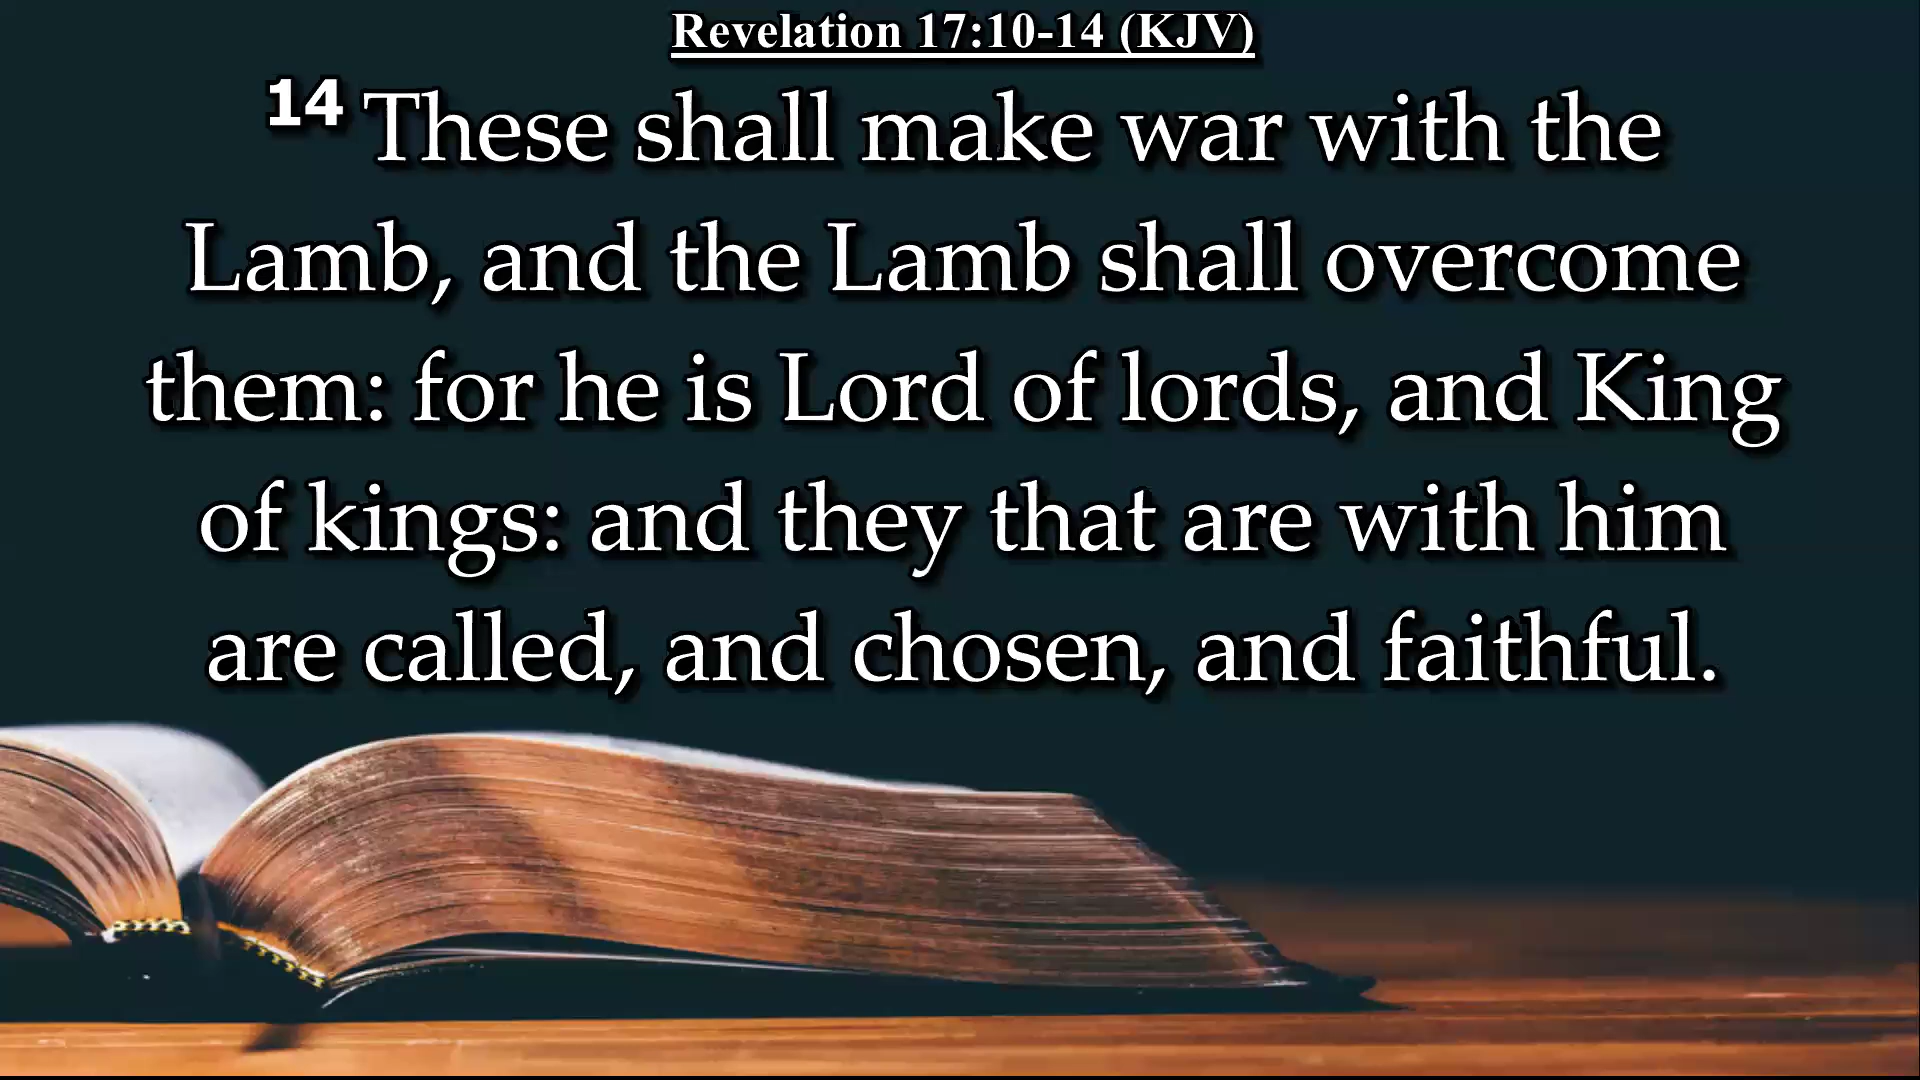 Revelation 17:10-14 (KJV)
14 These shall make war with the
Lamb, and the Lamb shall overcome
them: for he is Lord of lords, and King
of kings: and they that are with him
are called, and chosen, and faithful.